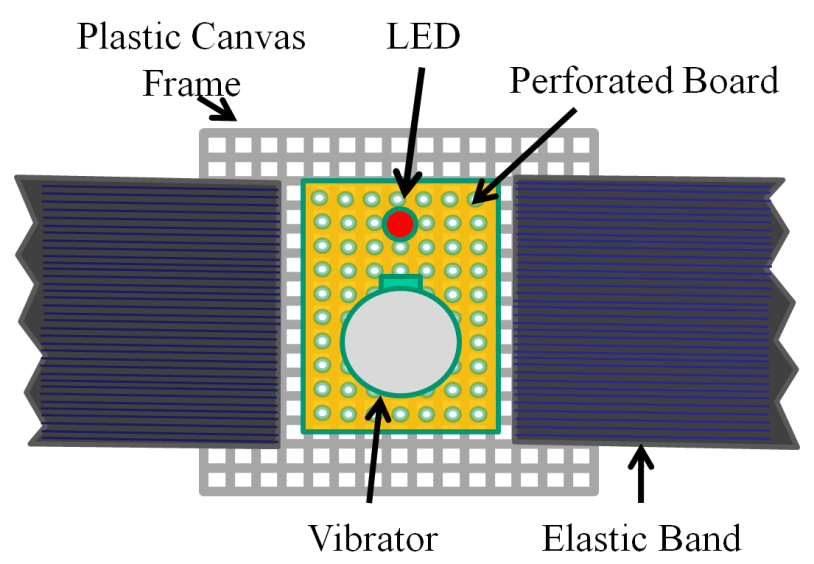 Plastic Canvas
Frame
LED
Perforated Board
Vibrator
Elastic Band